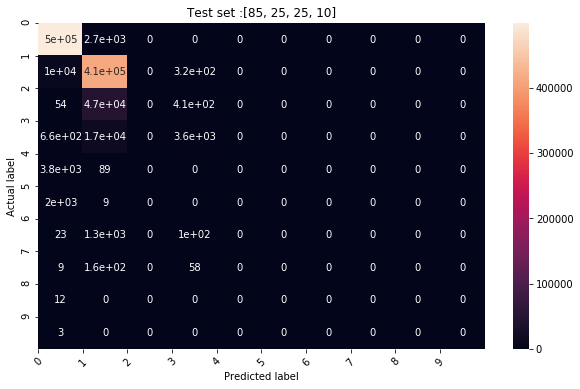 Test set :[85, 25, 25, 10]
0
1
2
3
4
5
6
7
8
9
Actual label
5e+05 2.7e+03 0 0 0 0 0 0 0 0
1e+04 4.1e+05 0 3.2e+02 0 0 0 0 0 0
54 4.7e+04 0 4.1e+02 0 0 0 0 0 0
6.6e+02 1.7e+04 0 3.6e+03 0 0 0 0 0 0
3.8e+03 89 0 0 0 0 0 0 0 0
2e+03 9 0 0 0 0 0 0 0 0
23 1.3e+03 0 1e+02 0 0 0 0 0 0
9 1.6e+02 0 58 0 0 0 0 0 0
12 0 0 0 0 0 0 0 0 0
3 0 0 0 0 0 0 0 0 0
0 1 2 3 4 5 6 7 8 9
Predicted label
400000
300000
200000
100000
0